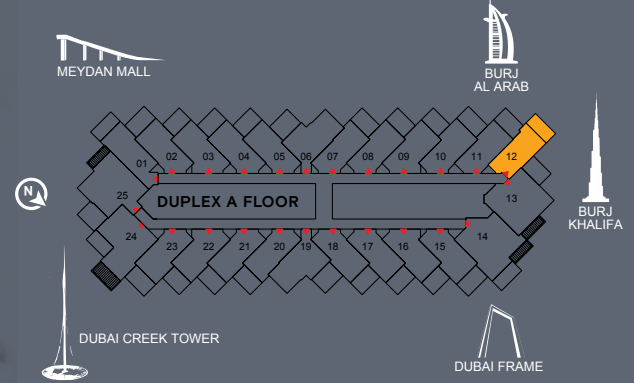 MEYDAN MALL
BURJ
AL ARAB
BURJ
KHALIFA
N
01
02
03
04
05
06
07
08
09
10
11
12
13
25
DUPLEX A FLOOR
24
23
22
21
20
19
18
17
16
15
14
DUBAI CREEK TOWER
DUBAI FRAME